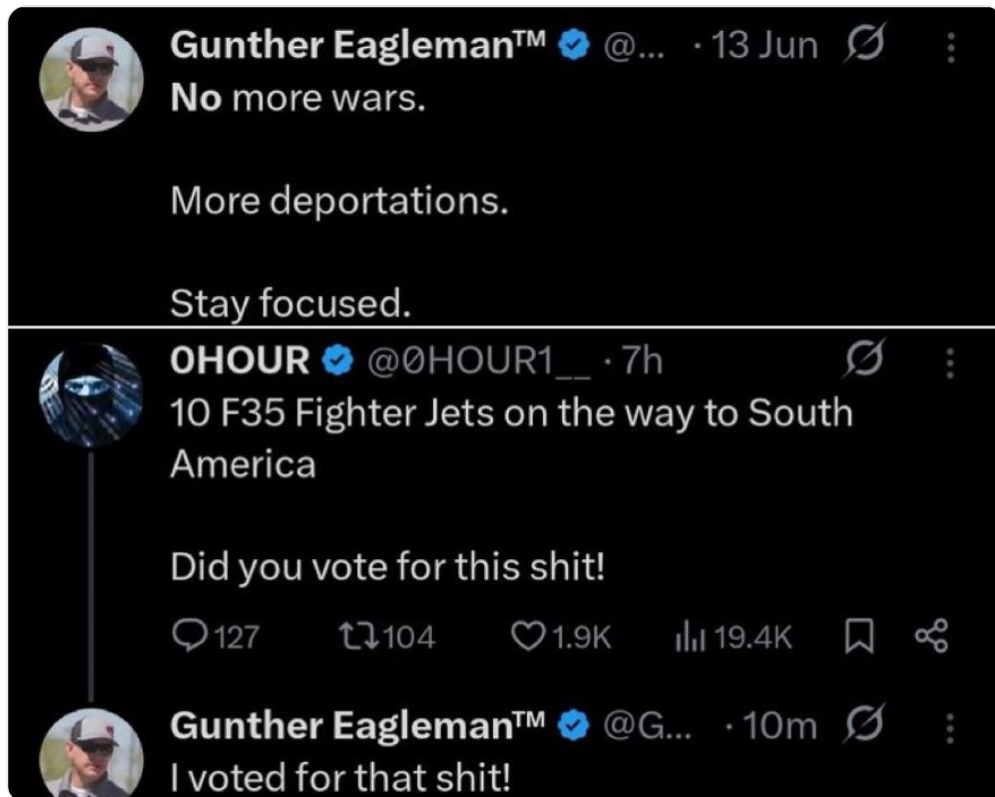 Gunther Eagleman™ @... · 13 Jun
No more wars.
More deportations.
Stay focused.
0HOUR @0HOUR1__ · 7h
10 F35 Fighter Jets on the way to South
America
Did you vote for this shit!
127 104 1.9K 19.4K
Gunther Eagleman™ @G... · 10m
I voted for that shit!